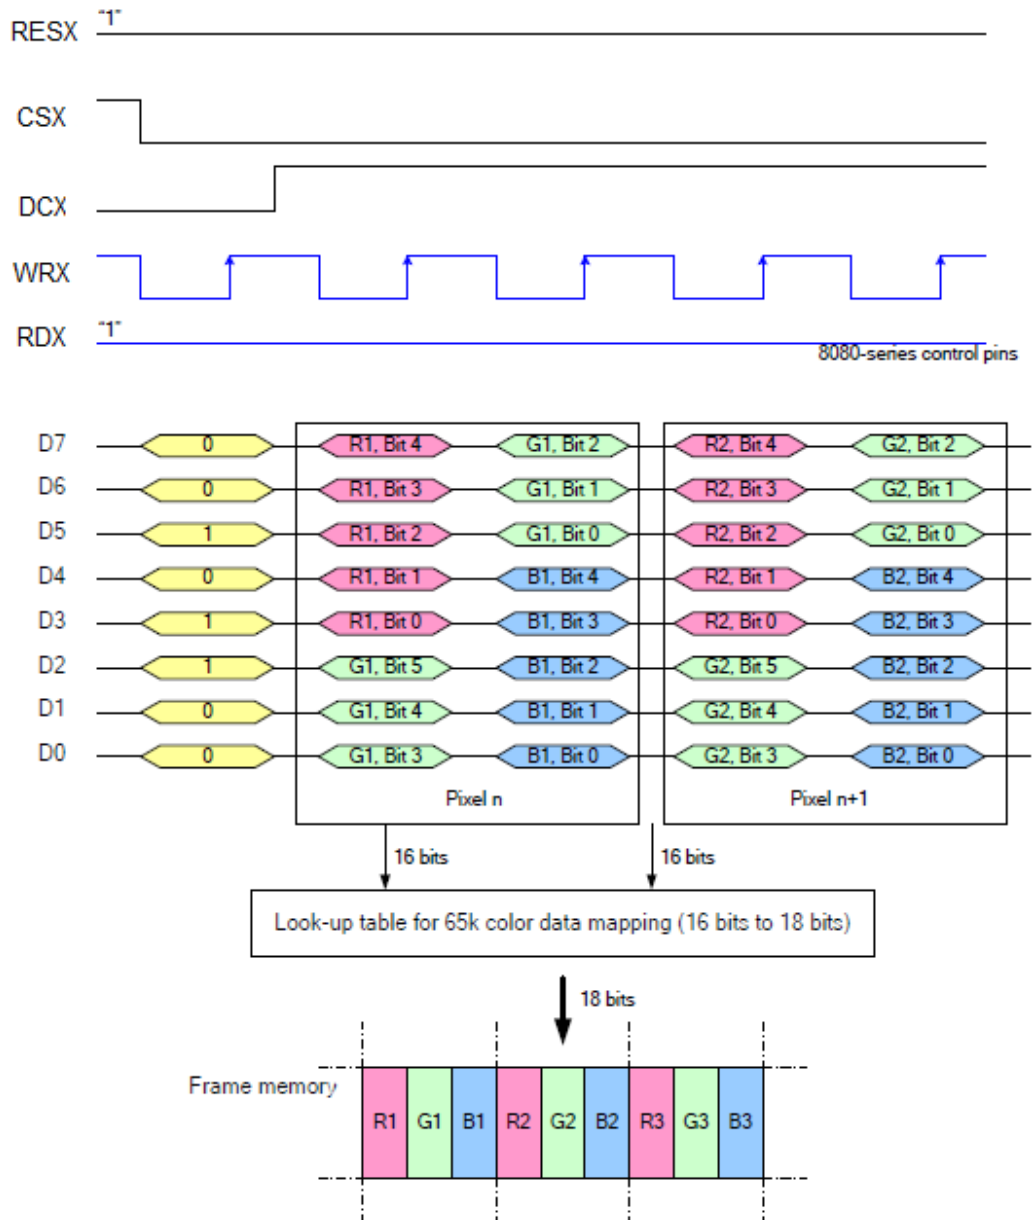 RESX "1"
CSX
DCX
WRX
RDX "1"
8080-series control pins
D7 0 R1, Bit 4 G1, Bit 2 R2, Bit 4 G2, Bit 2
D6 0 R1, Bit 3 G1, Bit 1 R2, Bit 3 G2, Bit 1
D5 1 R1, Bit 2 G1, Bit 0 R2, Bit 2 G2, Bit 0
D4 0 R1, Bit 1 B1, Bit 4 R2, Bit 1 B2, Bit 4
D3 1 R1, Bit 0 B1, Bit 3 R2, Bit 0 B2, Bit 3
D2 1 G1, Bit 5 B1, Bit 2 G2, Bit 5 B2, Bit 2
D1 0 G1, Bit 4 B1, Bit 1 G2, Bit 4 B2, Bit 1
D0 0 G1, Bit 3 B1, Bit 0 G2, Bit 3 B2, Bit 0
Pixel n Pixel n+1
16 bits 16 bits
Look-up table for 65k color data mapping (16 bits to 18 bits)
18 bits
Frame memory
R1 G1 B1 R2 G2 B2 R3 G3 B3